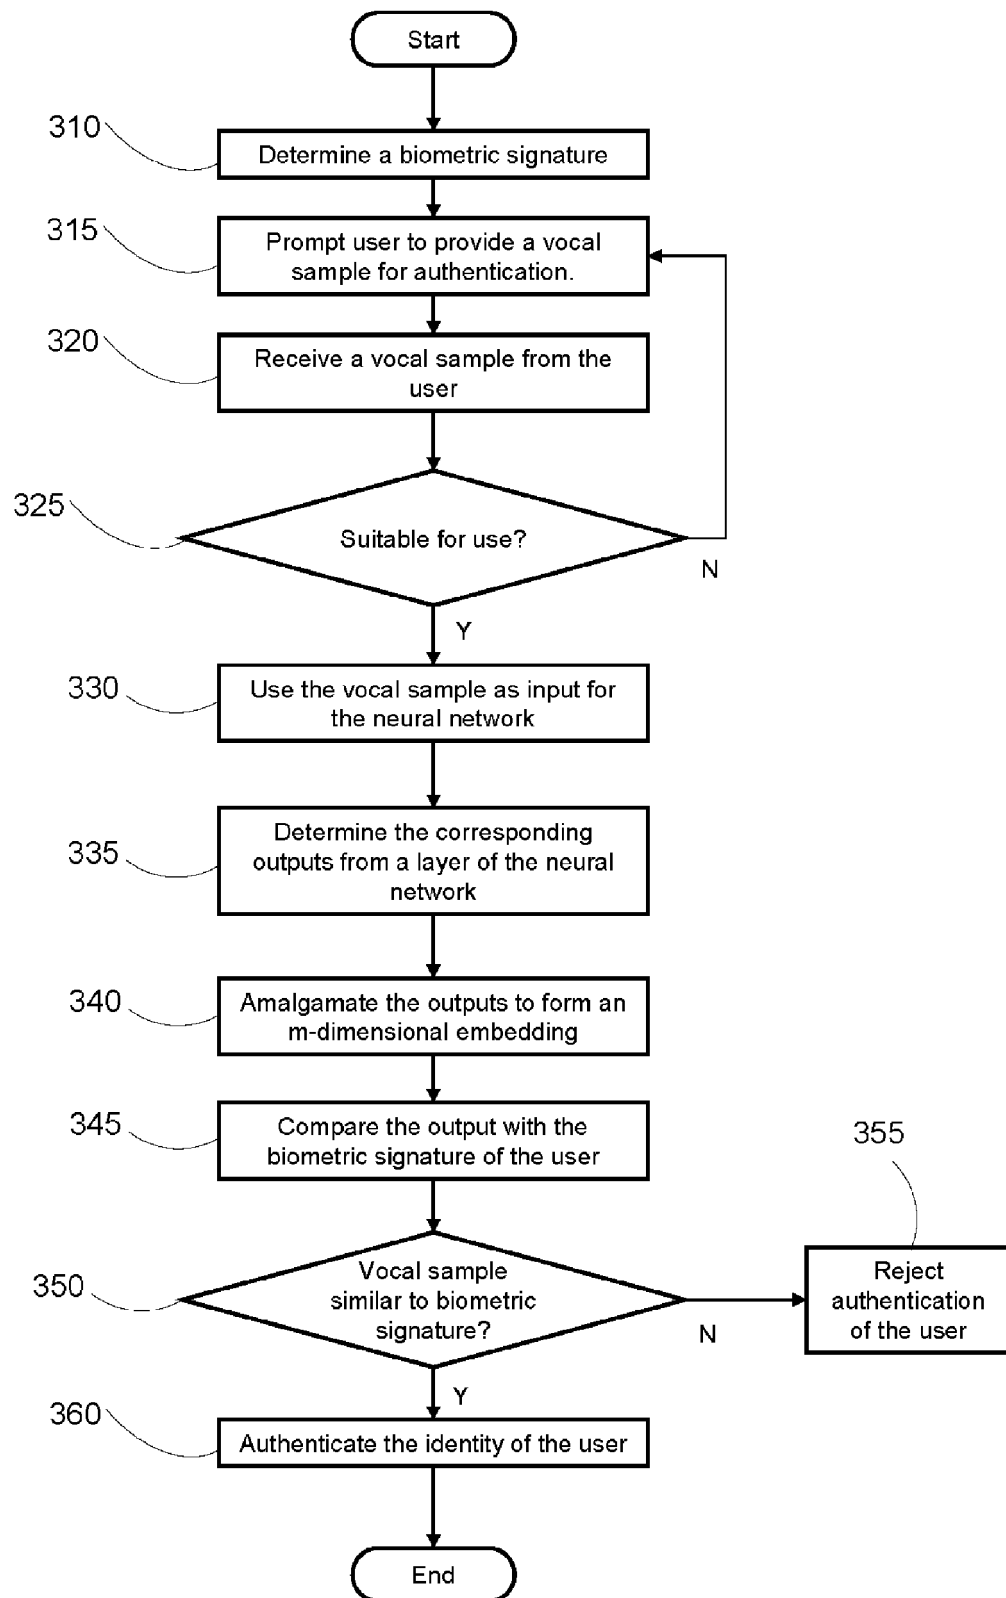 Start
310
Determine a biometric signature
315
Prompt user to provide a vocal
sample for authentication.
320
Receive a vocal sample from the
user
325
Suitable for use?
N
Y
330
Use the vocal sample as input for
the neural network
335
Determine the corresponding
outputs from a layer of the neural
network
340
Amalgamate the outputs to form an
m-dimensional embedding
345
Compare the output with the
biometric signature of the user
355
350
Vocal sample
similar to biometric
signature?
N
Reject
authentication
of the user
Y
360
Authenticate the identity of the user
End